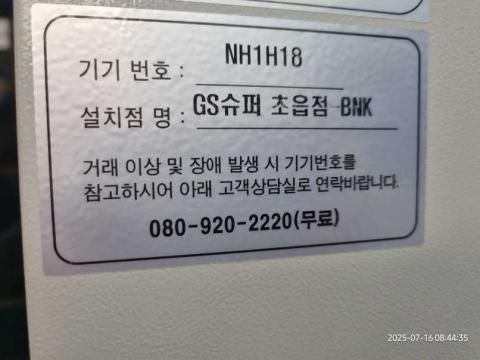 기기 번호 : NH1H18
설치점 명 : GS슈퍼 초읍점 BNK
거래 이상 및 장애 발생 시 기기번호를
참고하시어 아래 고객상담실로 연락바랍니다.
080-920-2220(무료)
2025-07-16 08:44:35